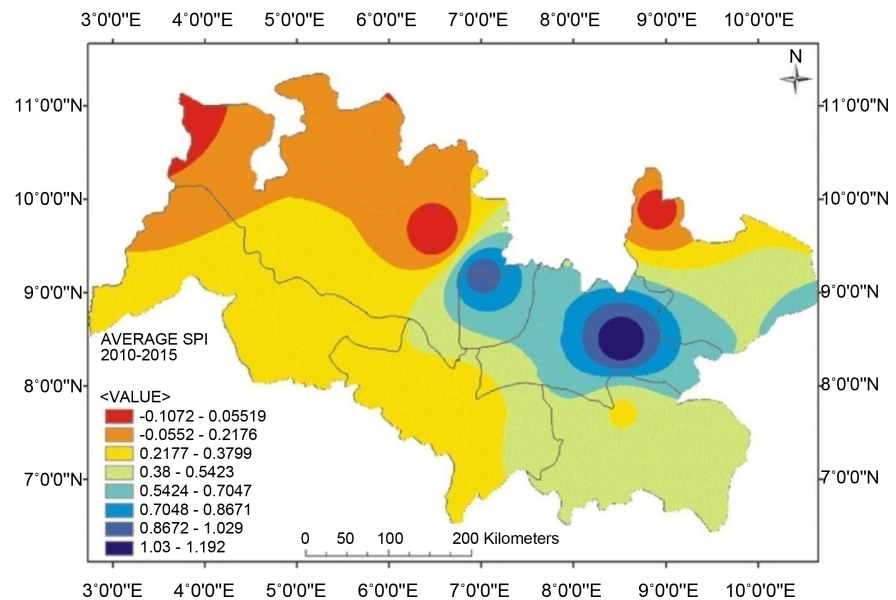 3°0'0"E 4°0'0"E 5°0'0"E 6°0'0"E 7°0'0"E 8°0'0"E 9°0'0"E 10°0'0"E
N
11°0'0"N 11°0'0"N
10°0'0"N 10°0'0"N
9°0'0"N 9°0'0"N
AVERAGE SPI
2010-2015
8°0'0"N 8°0'0"N
<VALUE>
-0.1072 - 0.05519
-0.0552 - 0.2176
0.2177 - 0.3799
0.38 - 0.5423
7°0'0"N 7°0'0"N
0.5424 - 0.7047
0.7048 - 0.8671
0.8672 - 1.029
1.03 - 1.192
0 50 100 200 Kilometers
3°0'0"E 4°0'0"E 5°0'0"E 6°0'0"E 7°0'0"E 8°0'0"E 9°0'0"E 10°0'0"E